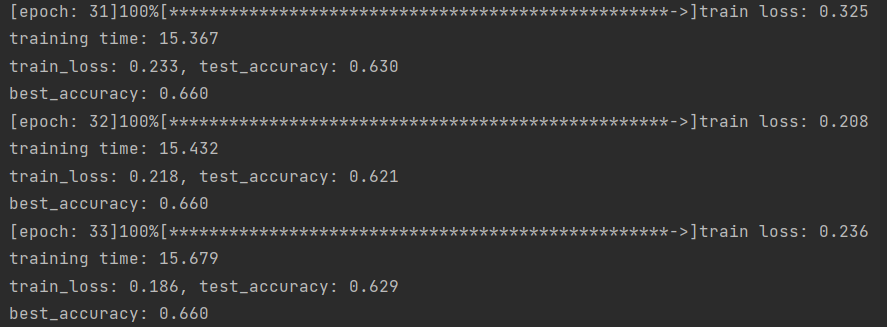 [epoch: 31]100%[**************************************************->]train loss: 0.325
training time: 15.367
train_loss: 0.233, test_accuracy: 0.630
best_accuracy: 0.660
[epoch: 32]100%[**************************************************->]train loss: 0.208
training time: 15.432
train_loss: 0.218, test_accuracy: 0.621
best_accuracy: 0.660
[epoch: 33]100%[**************************************************->]train loss: 0.236
training time: 15.679
train_loss: 0.186, test_accuracy: 0.629
best_accuracy: 0.660